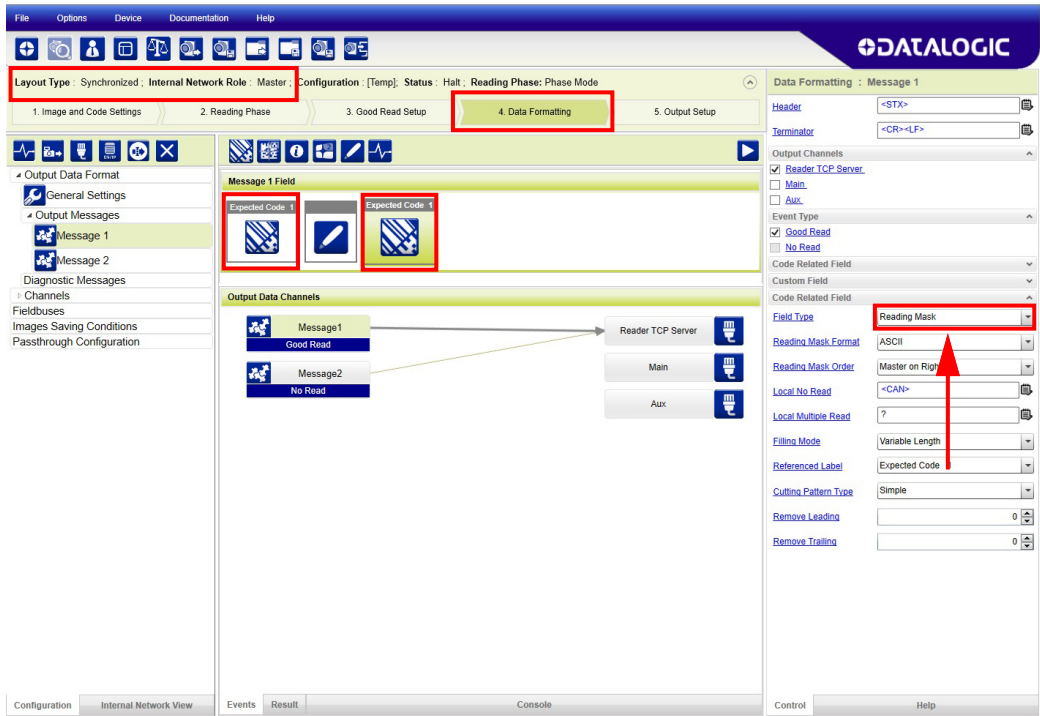 File Options Device Documentation Help
DATALOGIC
Layout Type : Synchronized ; Internal Network Role : Master ; Configuration : [Temp]; Status : Halt ; Reading Phase: Phase Mode
1. Image and Code Settings 2. Reading Phase 3. Good Read Setup 4. Data Formatting 5. Output Setup
Output Data Format
General Settings
Output Messages
Message 1
Message 2
Diagnostic Messages
Channels
Fieldbuses
Images Saving Conditions
Passthrough Configuration
Configuration Internal Network View
Message 1 Field
Expected Code 1 Expected Code 1
Output Data Channels
Message1
Good Read
Message2
No Read
Reader TCP Server
Main
Aux
Events Result Console
Data Formatting : Message 1
Header <STX>
Terminator <CR><LF>
Output Channels
Reader TCP Server
Main
Aux
Event Type
Good Read
No Read
Code Related Field
Custom Field
Code Related Field
Field Type Reading Mask
Reading Mask Format ASCII
Reading Mask Order Master on Right
Local No Read <CAN>
Local Multiple Read ?
Filling Mode Variable Length
Referenced Label Expected Code
Cutting Pattern Type Simple
Remove Leading 0
Remove Trailing 0
Control Help